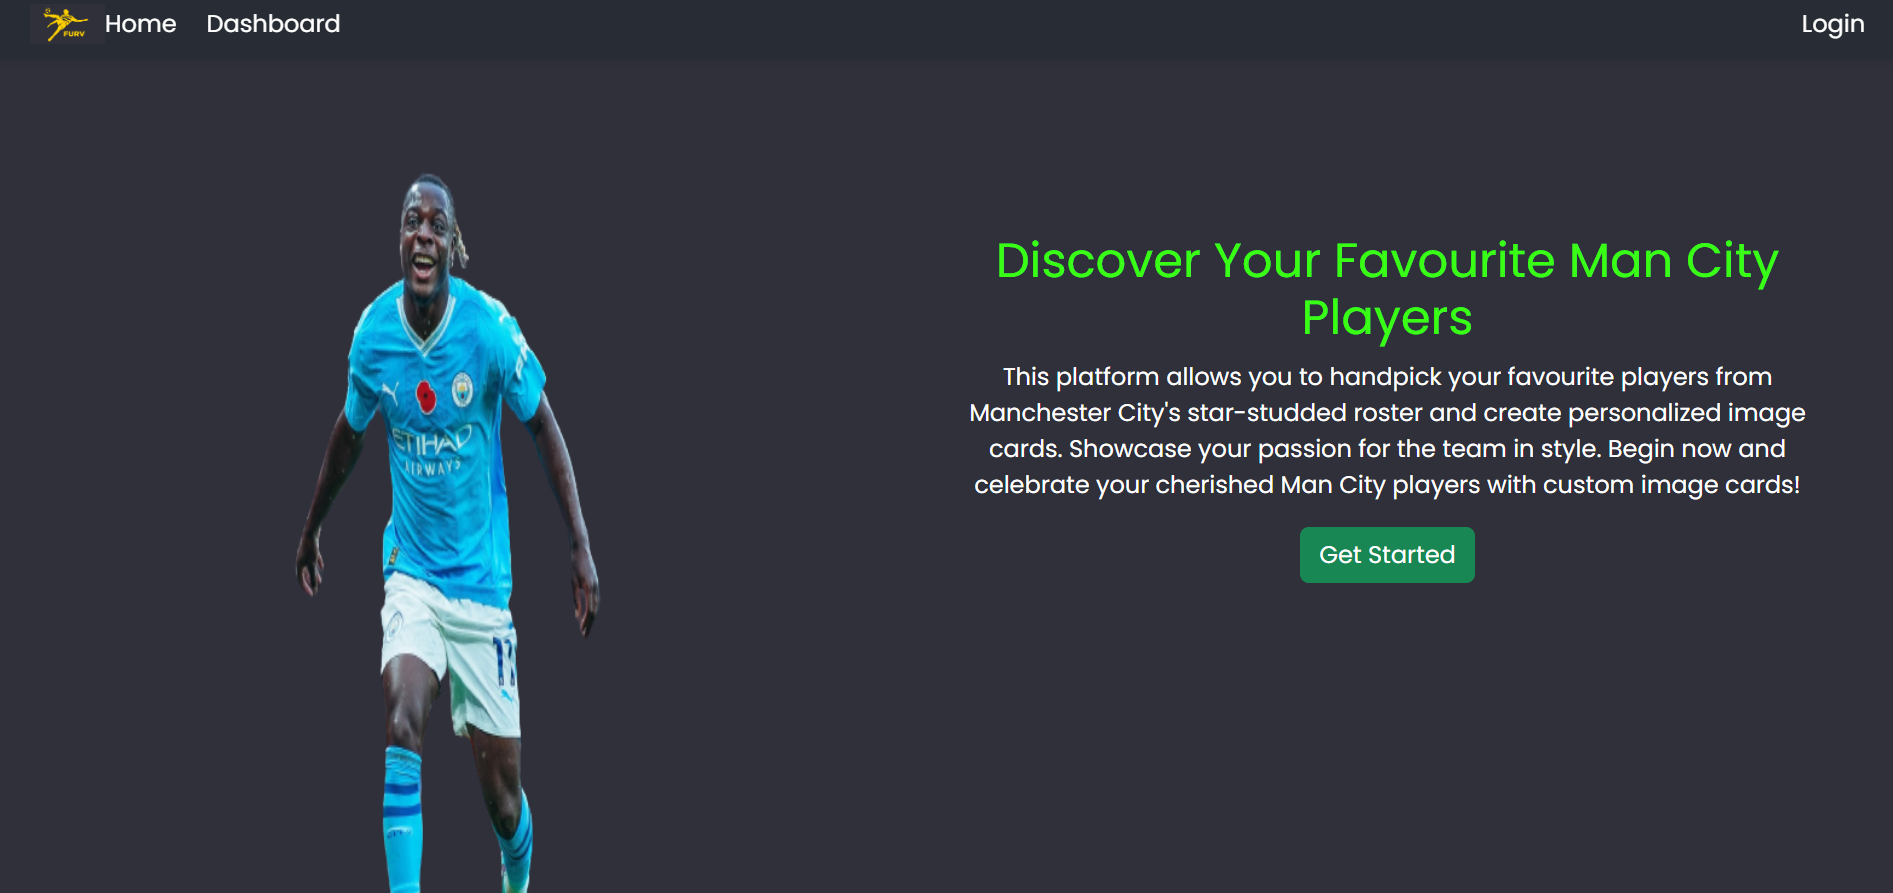 FURV
Home
Dashboard
Login
Discover Your Favourite Man City
Players
This platform allows you to handpick your favourite players from
Manchester City's star-studded roster and create personalized image
cards. Showcase your passion for the team in style. Begin now and
celebrate your cherished Man City players with custom image cards!
Get Started
ETIHAD
AIRWAYS
11